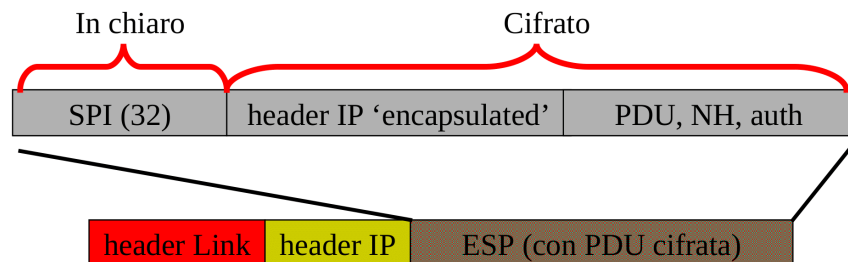 In chiaro Cifrato
SPI (32) header IP ‘encapsulated’ PDU, NH, auth
header Link header IP ESP (con PDU cifrata)